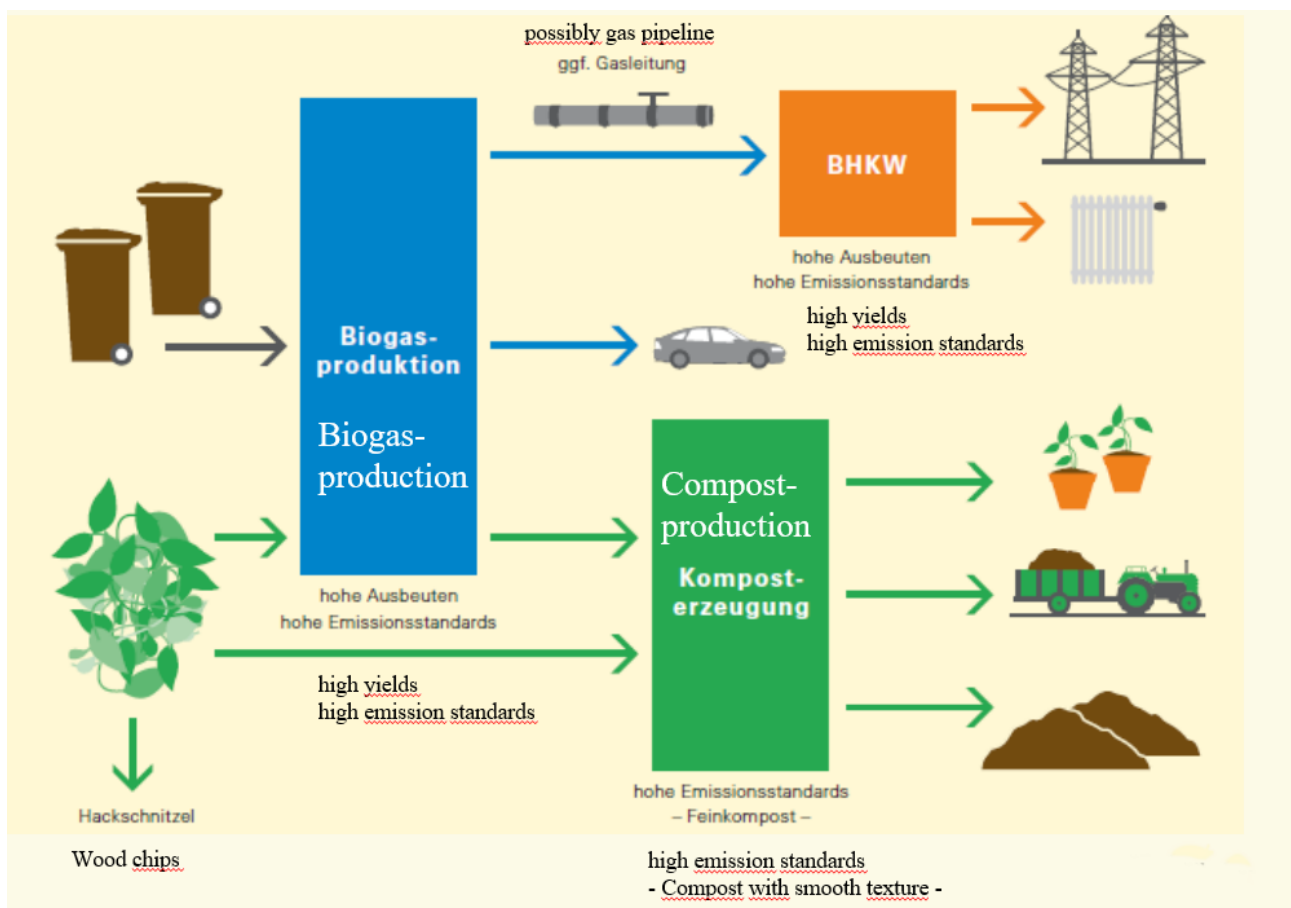 possibly gas pipeline
ggf. Gasleitung
BHKW
hohe Ausbeuten
hohe Emissionsstandards
high yields
high emission standards
Biogas-
produktion
Biogas-
production
hohe Ausbeuten
hohe Emissionsstandards
high yields
high emission standards
Compost-
production
Kompost-
erzeugung
hohe Emissionsstandards
– Feinkompost –
high emission standards
- Compost with smooth texture -
Hackschnitzel
Wood chips